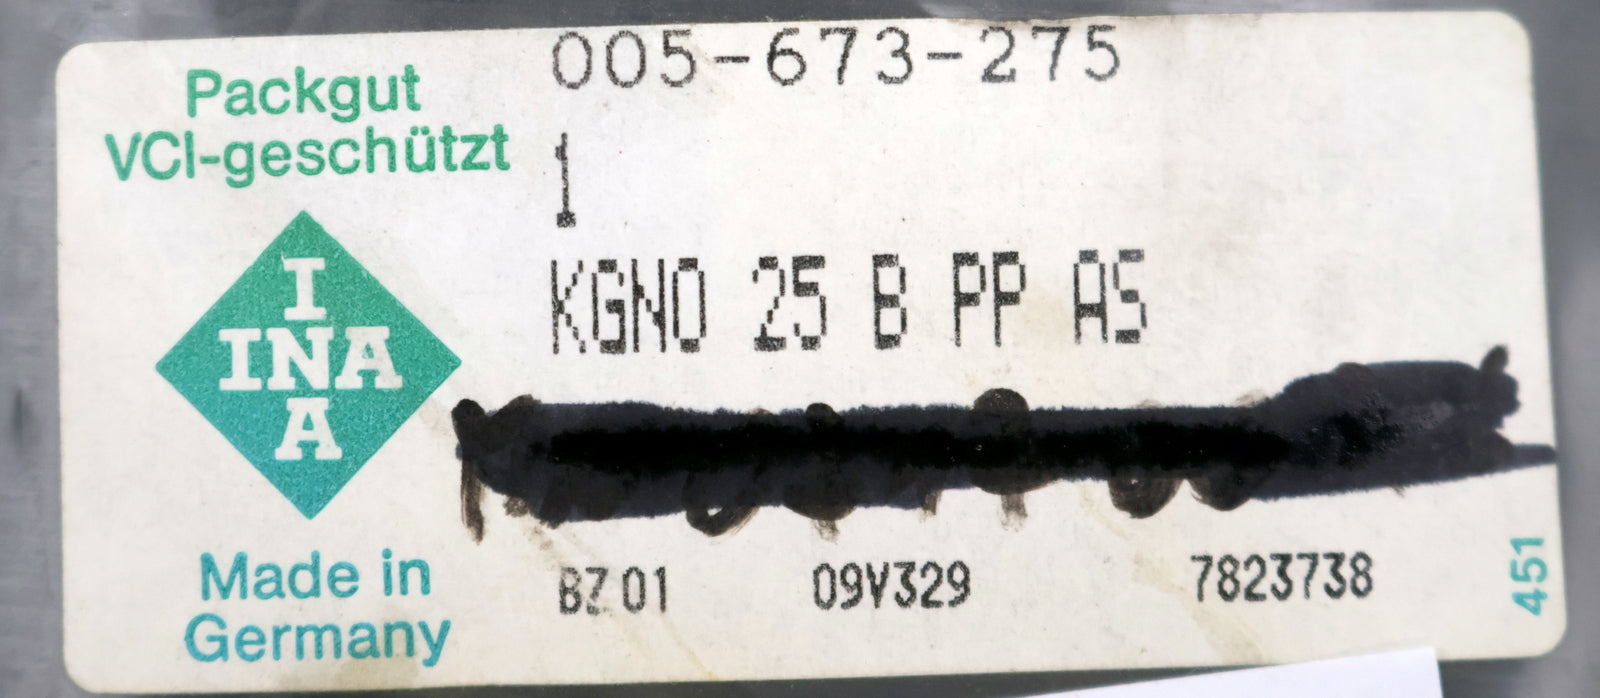 Packgut
VCI-geschützt
I
INA
A
Made in
Germany
005-673-275
1
KGNO 25 B PP AS
BZ 01 09V329 7823738
451